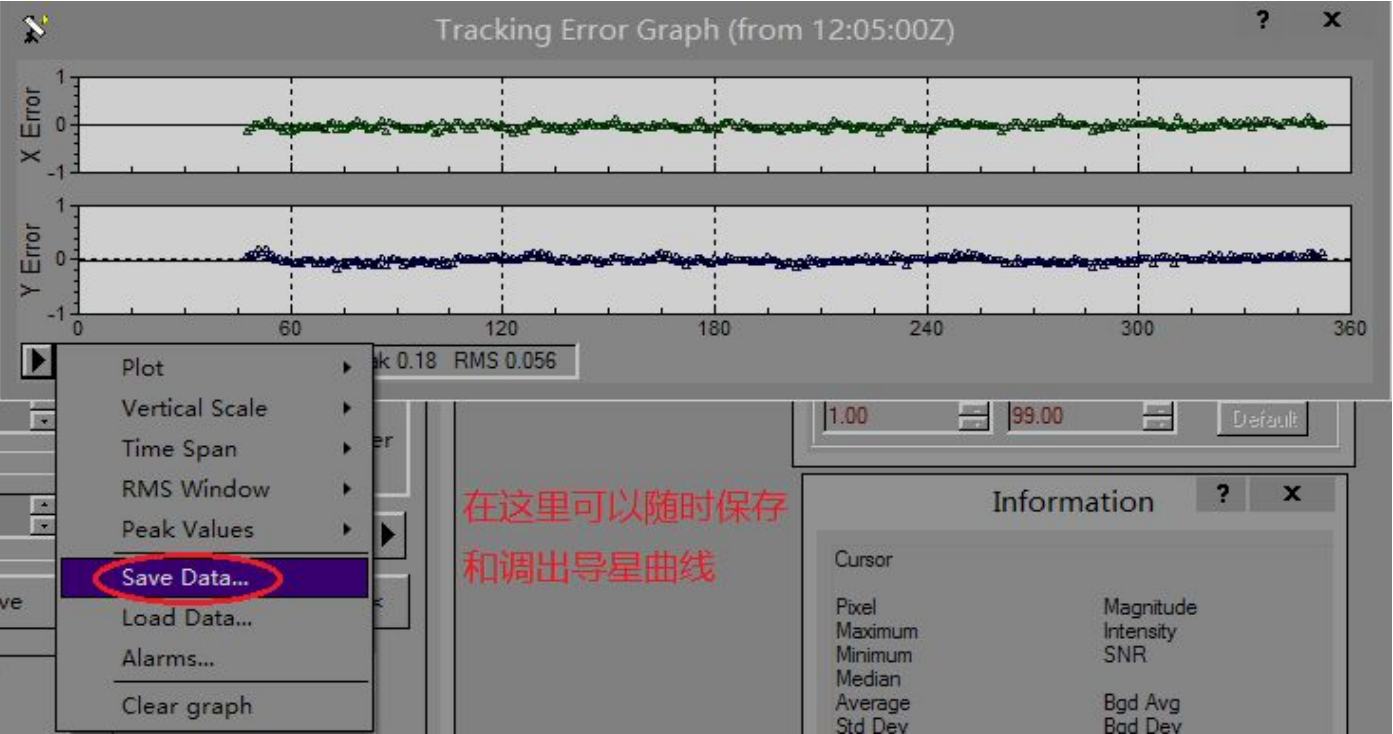 Tracking Error Graph (from 12:05:00Z)
? x
X Error
1
0
-1
Y Error
1
0
-1
0 60 120 180 240 300 360
ak 0.18 RMS 0.056
Plot
Vertical Scale
Time Span
RMS Window
Peak Values
Save Data...
Load Data...
Alarms...
Clear graph
er
ve
<
1.00 99.00 Default
在这里可以随时保存
和调出导星曲线
Information ? x
Cursor
Pixel Magnitude
Maximum Intensity
Minimum SNR
Median
Average Bgd Avg
Std Dev Bgd Dev